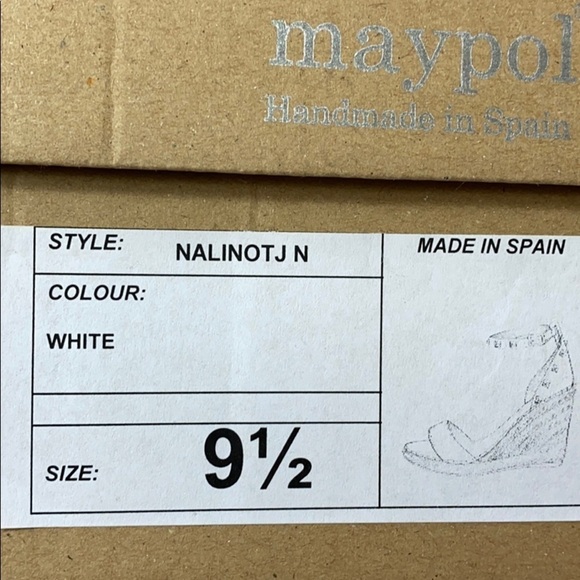 maypol
Handmade in Spain
STYLE: NALINOTJ N
MADE IN SPAIN
COLOUR:
WHITE
SIZE: 9½